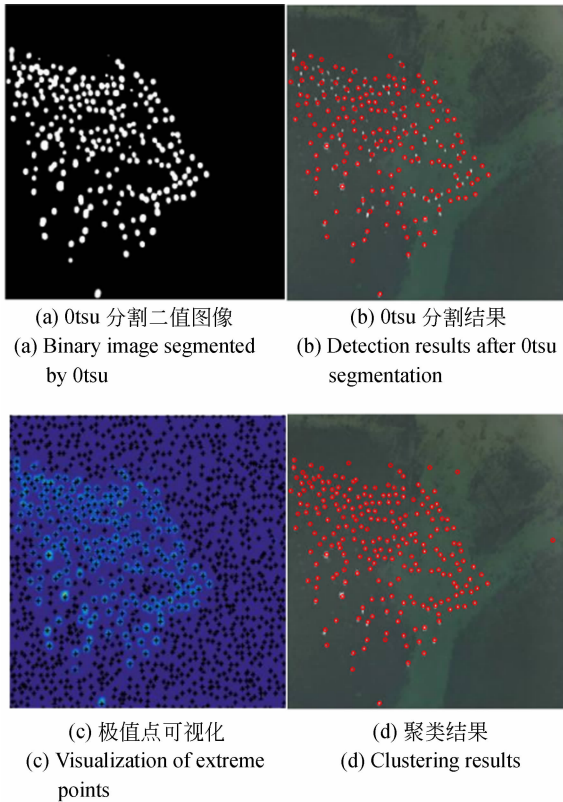 (a) 0tsu 分割二值图像
(a) Binary image segmented
by 0tsu
(b) 0tsu 分割结果
(b) Detection results after 0tsu
segmentation
(c) 极值点可视化
(c) Visualization of extreme
points
(d) 聚类结果
(d) Clustering results